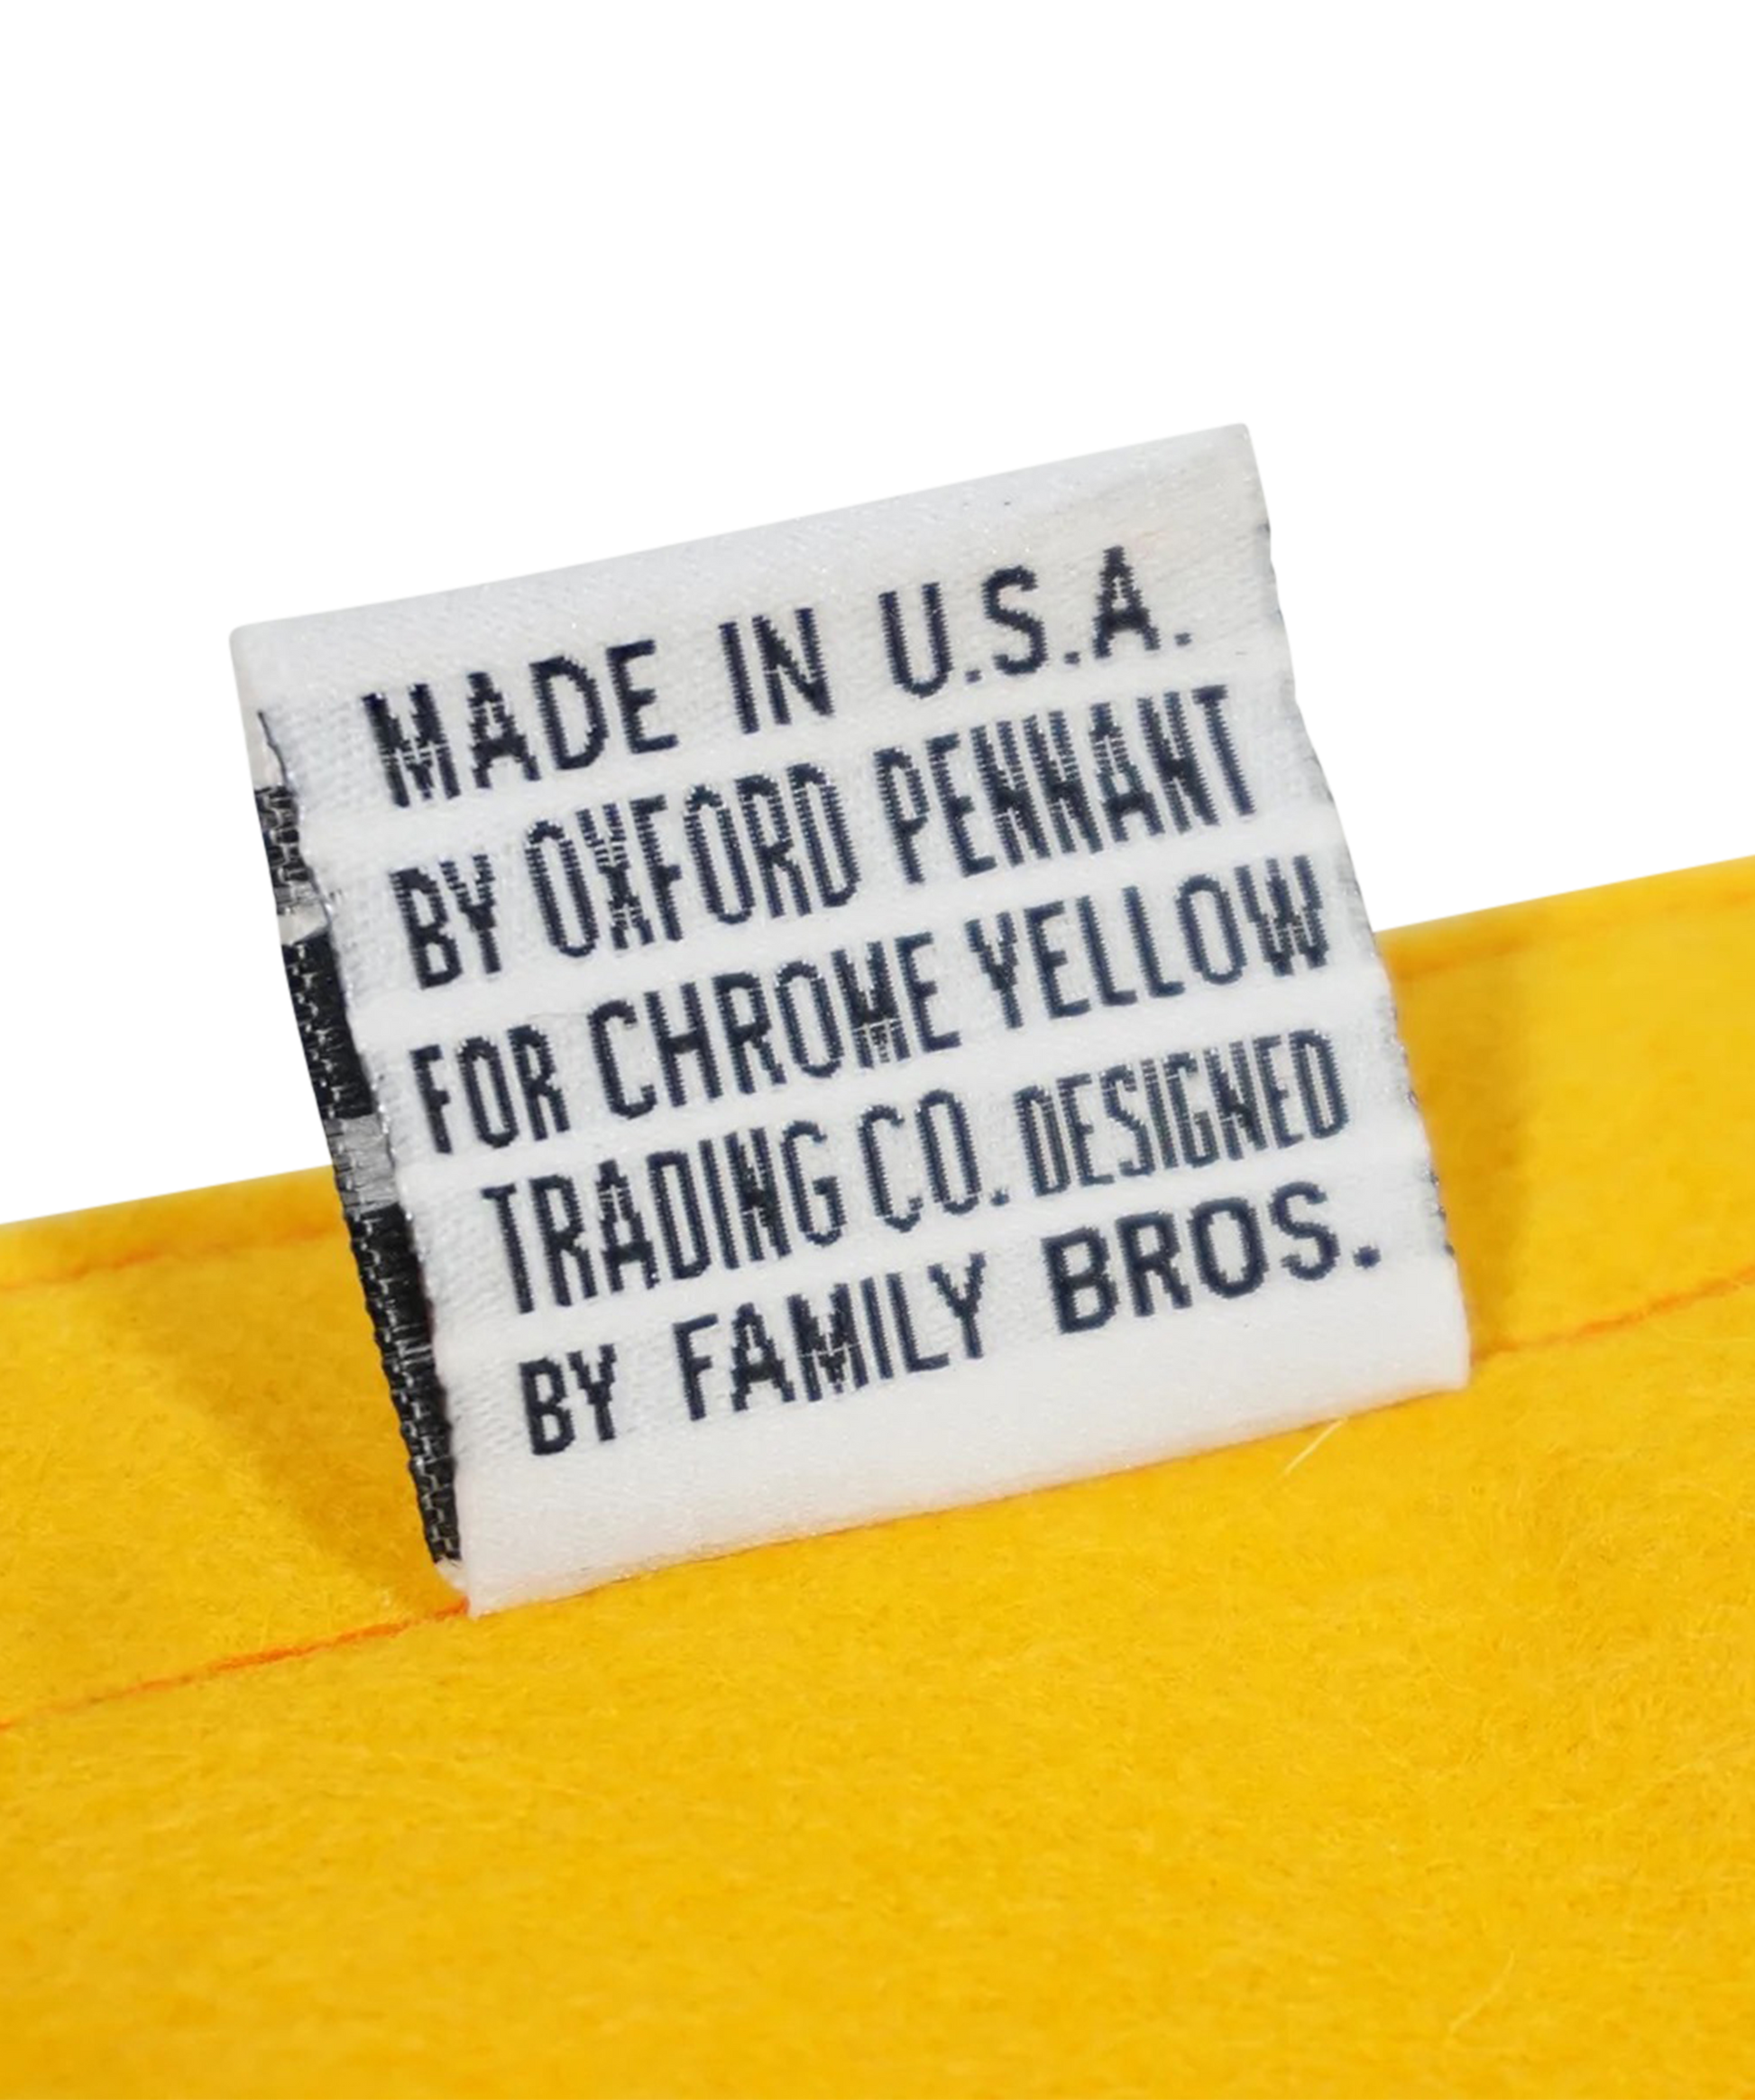 MADE IN U.S.A.
BY OXFORD PENNANT
FOR CHROME YELLOW
TRADING CO. DESIGNED
BY FAMILY BROS.